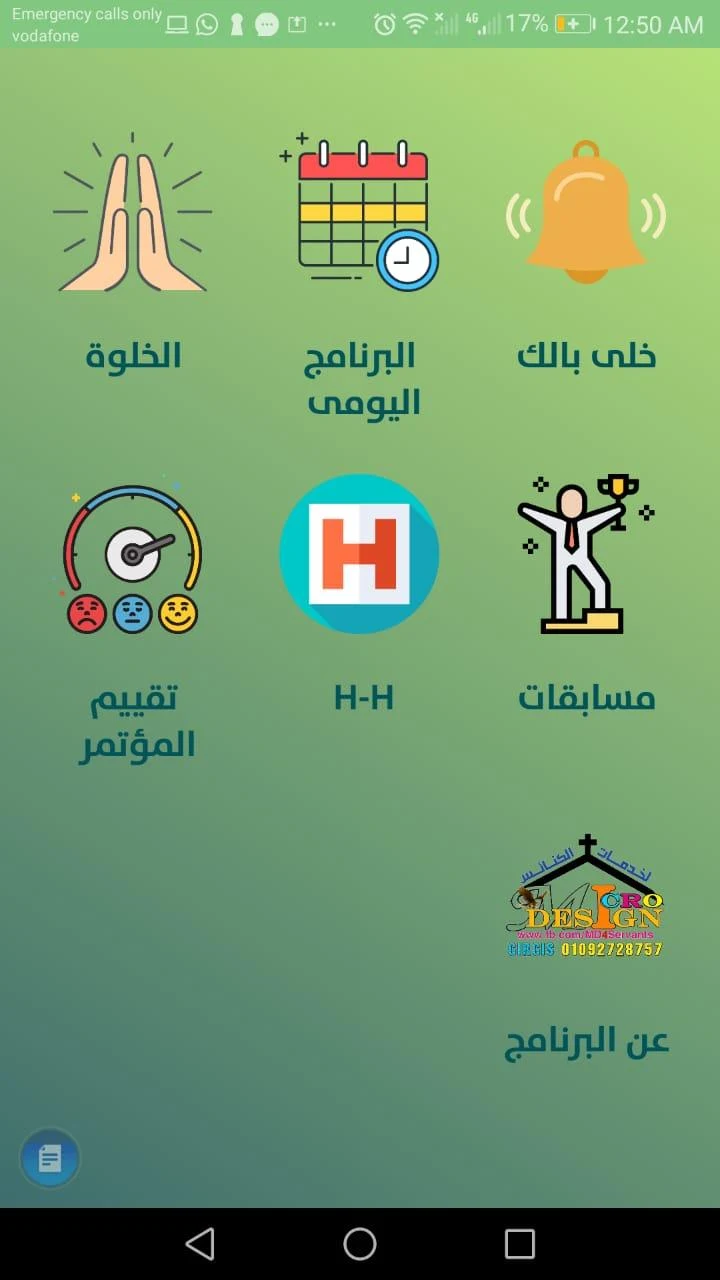 Emergency calls only
vodafone
4G 17% 12:50 AM
خلى بالك
البرنامج
اليومى
الخلوة
مسابقات
H
H-H
تقييم
المؤتمر
لخدمات الكنائس
MICRO
DESIGN
www.fb.com/MD4Servants
GIRGIS 01092728757
عن البرنامج